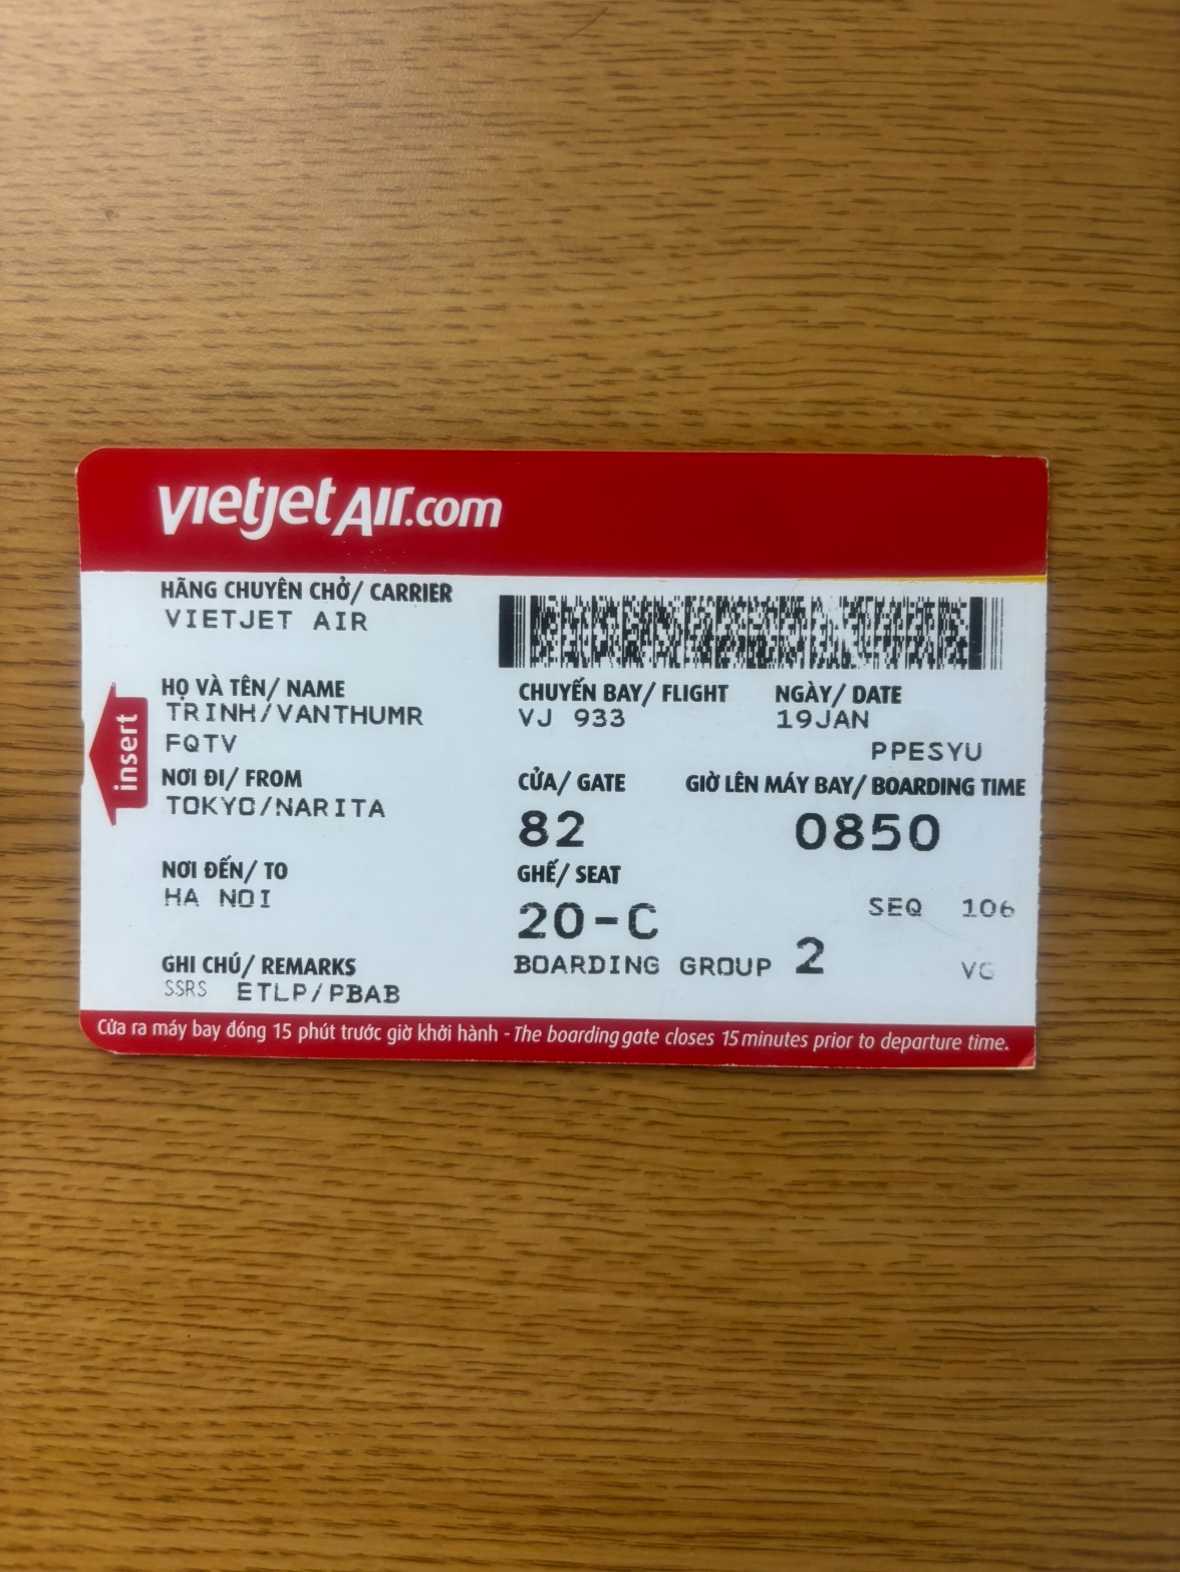 vietjetAir.com
HÃNG CHUYÊN CHỞ/ CARRIER
VIETJET AIR
HỌ VÀ TÊN/ NAME
TRINH/VANTHUMR
FQTV
CHUYẾN BAY/ FLIGHT
VJ 933
NGÀY/ DATE
19JAN
PPESYU
insert
NƠI ĐI/ FROM
TOKYO/NARITA
CỬA/ GATE
82
GIỜ LÊN MÁY BAY/ BOARDING TIME
0850
NƠI ĐẾN/ TO
HA NOI
GHẾ/ SEAT
20-C
SEQ 106
BOARDING GROUP 2
VG
GHI CHÚ/ REMARKS
SSRS ETLP/PBAB
Cửa ra máy bay đóng 15 phút trước giờ khởi hành - The boarding gate closes 15 minutes prior to departure time.